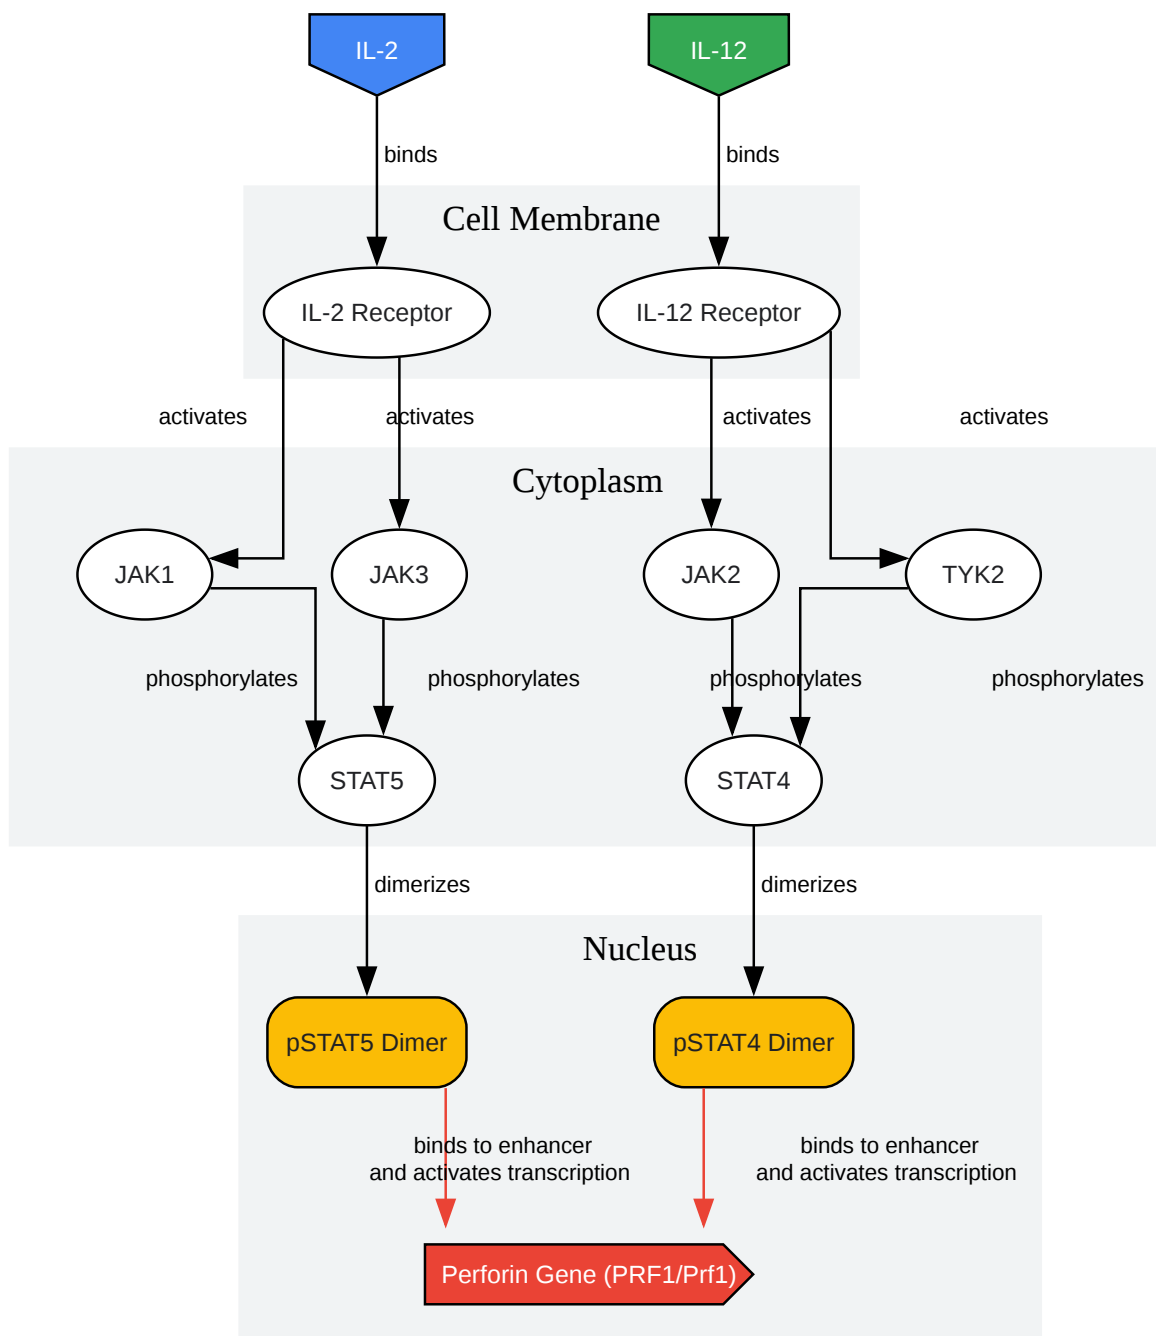 IL-2
IL-12
binds
binds
Cell Membrane
IL-2 Receptor
IL-12 Receptor
activates
activates
activates
activates
Cytoplasm
JAK1
JAK3
JAK2
TYK2
phosphorylates
phosphorylates
phosphorylates
phosphorylates
STAT5
STAT4
dimerizes
dimerizes
Nucleus
pSTAT5 Dimer
pSTAT4 Dimer
binds to enhancer
and activates transcription
binds to enhancer
and activates transcription
Perforin Gene (PRF1/Prf1)